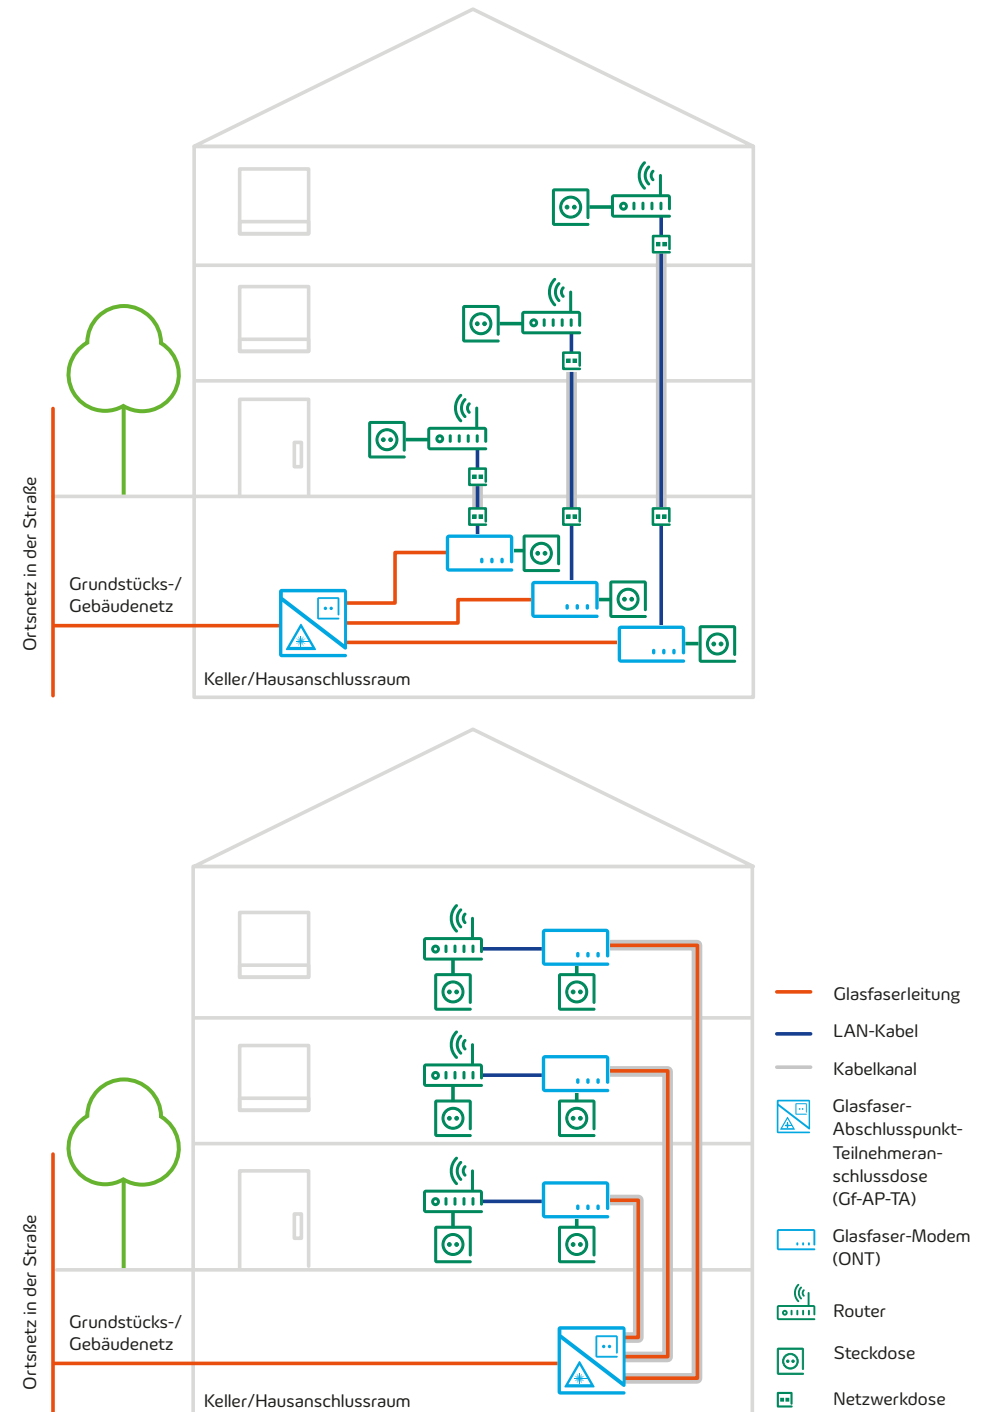 Ortsnetz in der Straße
Grundstücks-/
Gebäudenetz
Keller/Hausanschlussraum
Glasfaserleitung
LAN-Kabel
Kabelkanal
Glasfaser-
Abschlusspunkt-
Teilnehmeran-
schlussdose
(Gf-AP-TA)
Glasfaser-Modem
(ONT)
Router
Steckdose
Netzwerkdose
Ortsnetz in der Straße
Grundstücks-/
Gebäudenetz
Keller/Hausanschlussraum